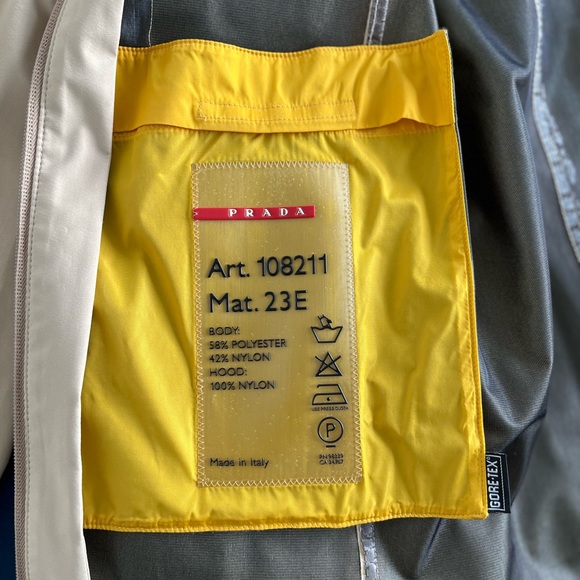 PRADA
Art. 108211
Mat. 23E
BODY:
58% POLYESTER
42% NYLON
HOOD:
100% NYLON
P
Made in Italy
GORE-TEX